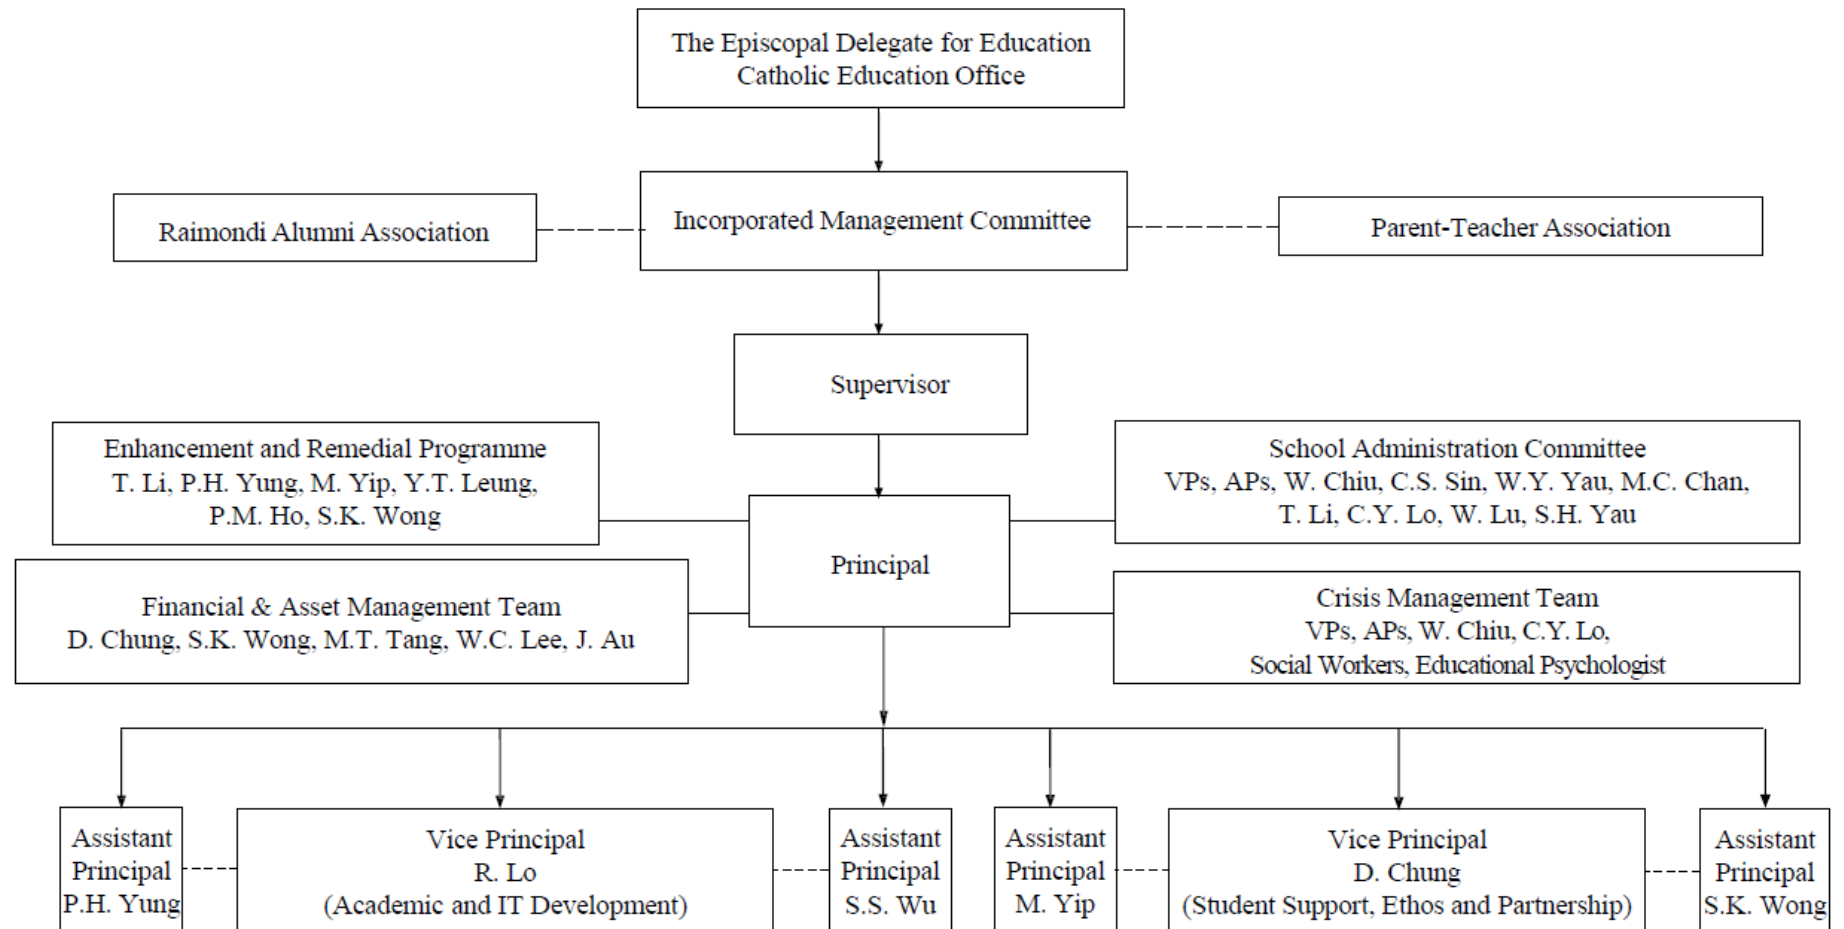 The Episcopal Delegate for Education
Catholic Education Office
Raimondi Alumni Association
Incorporated Management Committee
Parent-Teacher Association
Supervisor
Enhancement and Remedial Programme
T. Li, P.H. Yung, M. Yip, Y.T. Leung,
P.M. Ho, S.K. Wong
School Administration Committee
VPs, APs, W. Chiu, C.S. Sin, W.Y. Yau, M.C. Chan,
T. Li, C.Y. Lo, W. Lu, S.H. Yau
Principal
Financial & Asset Management Team
D. Chung, S.K. Wong, M.T. Tang, W.C. Lee, J. Au
Crisis Management Team
VPs, APs, W. Chiu, C.Y. Lo,
Social Workers, Educational Psychologist
Assistant
Principal
P.H. Yung
Vice Principal
R. Lo
(Academic and IT Development)
Assistant
Principal
S.S. Wu
Assistant
Principal
M. Yip
Vice Principal
D. Chung
(Student Support, Ethos and Partnership)
Assistant
Principal
S.K. Wong